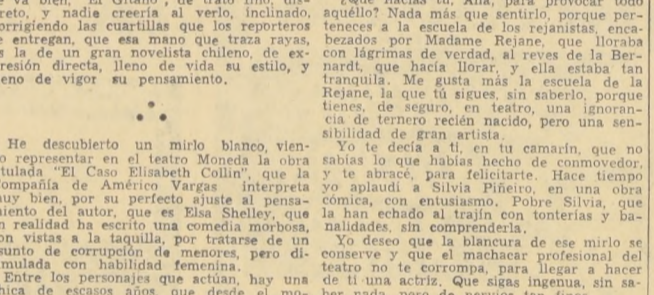 va bien, "El Gitano", de trato fino, dis-
reto, y nadie creería al verlo, inclinado,
orrigiendo las cuartillas que los reporteros
entregan, que esa mano que traza rayas,
s la de un gran novelista chileno, de ex-
resión directa, lleno de vida su estilo, y
eno de vigor su pensamiento.
He descubierto un mirlo blanco, vien-
o representar en el teatro Moneda la obra
tulada "El Caso Elisabeth Collin", que la
ompañía de Américo Vargas interpreta
uy bien, por su perfecto ajuste al pensa-
iento del autor, que es Elsa Shelley, que
n realidad ha escrito una comedia morbosa,
on vistas a la taquilla, por tratarse de un
sunto de corrupción de menores, pero di-
mulada con habilidad femenina.
Entre los personajes que actúan, hay una
hica de escasos años, que desde el mo-
¿Qué hacías tú, Ana, para provocar todo
aquéllo? Nada más que sentirlo, porque per-
teneces a la escuela de los rejanistas, enca-
bezados por Madame Rejane, que lloraba
con lágrimas de verdad, al reves de la Ber-
nardt, que hacía llorar, y ella estaba tan
tranquila. Me gusta más la escuela de la
Rejane, la que tú sigues, sin saberlo, porque
tienes, de seguro, en teatro, una ignoran-
cia de ternero recién nacido, pero una sen-
sibilidad de gran artista.
Yo te decía a ti, en tu camarín, que no
sabías lo que habías hecho de conmovedor,
y te abracé, para felicitarte. Hace tiempo
yo aplaudí a Silvia Piñeiro, en una obra
cómica, con entusiasmo. Pobre Silvia, que
la han echado al trajín con tonterías y ba-
nalidades, sin comprenderla.
Yo deseo que la blancura de ese mirlo se
conserve y que el machacar profesional del
teatro no te corrompa, para llegar a hacer
de ti una actriz. Que sigas ingenua, sin sa-
ber nada, pero